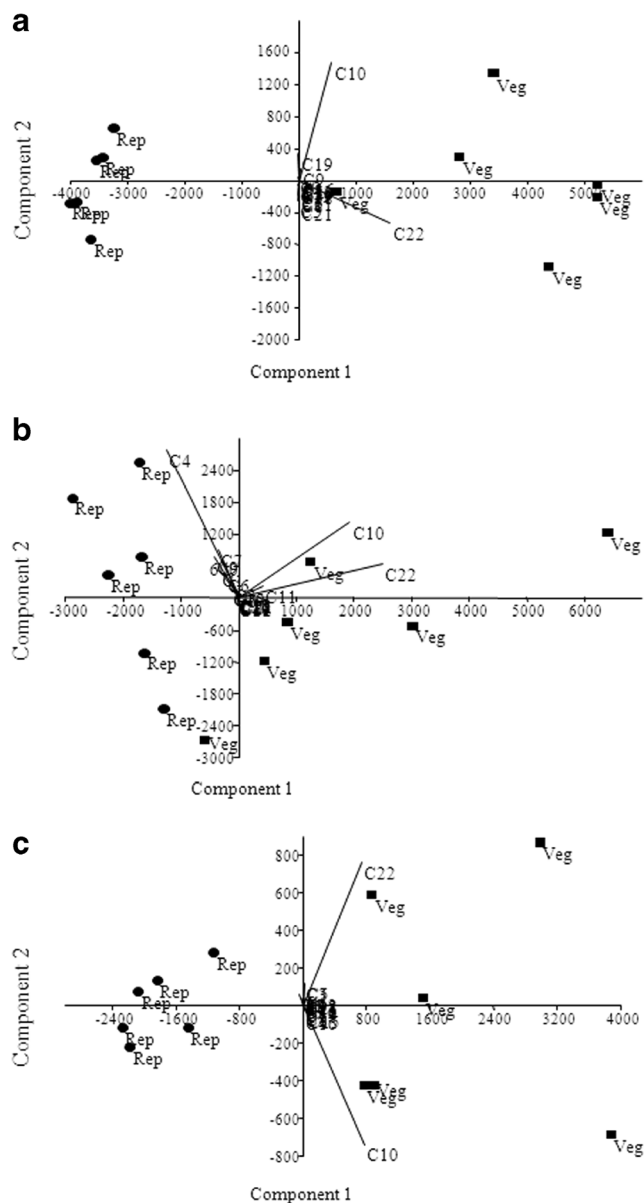 a
1600
C10
Veg
1200
800
Rep
400
Veg
Rep
Rep
C19
C9
-4000 -3000 -2000 -1000 1000 2000 3000 4000 5000
Veg
Veg
Veg
Rep
Rep
-400
C21
C22
Rep
-800
Veg
-1200
-1600
-2000
Component 2
Component 1
b
2400
C4
Rep
1800
Rep
1200
C10
Veg
Rep
C7
C9
Veg
C22
Rep
C11
-3000 -2000 -1000 1000 2000 3000 4000 5000 6000
-600
Veg
Veg
Rep
-1200
Veg
-1800
Rep
-2400
Veg
-3000
Component 2
Component 1
c
800
Veg
C22
600
Veg
400
Rep
200
Rep
Rep
C3
Veg
-2400 -1600 -800 800 1600 2400 3200 4000
Rep
Rep
Rep
-200
-400
Veg
Veg
-600
Veg
C10
-800
Component 2
Component 1